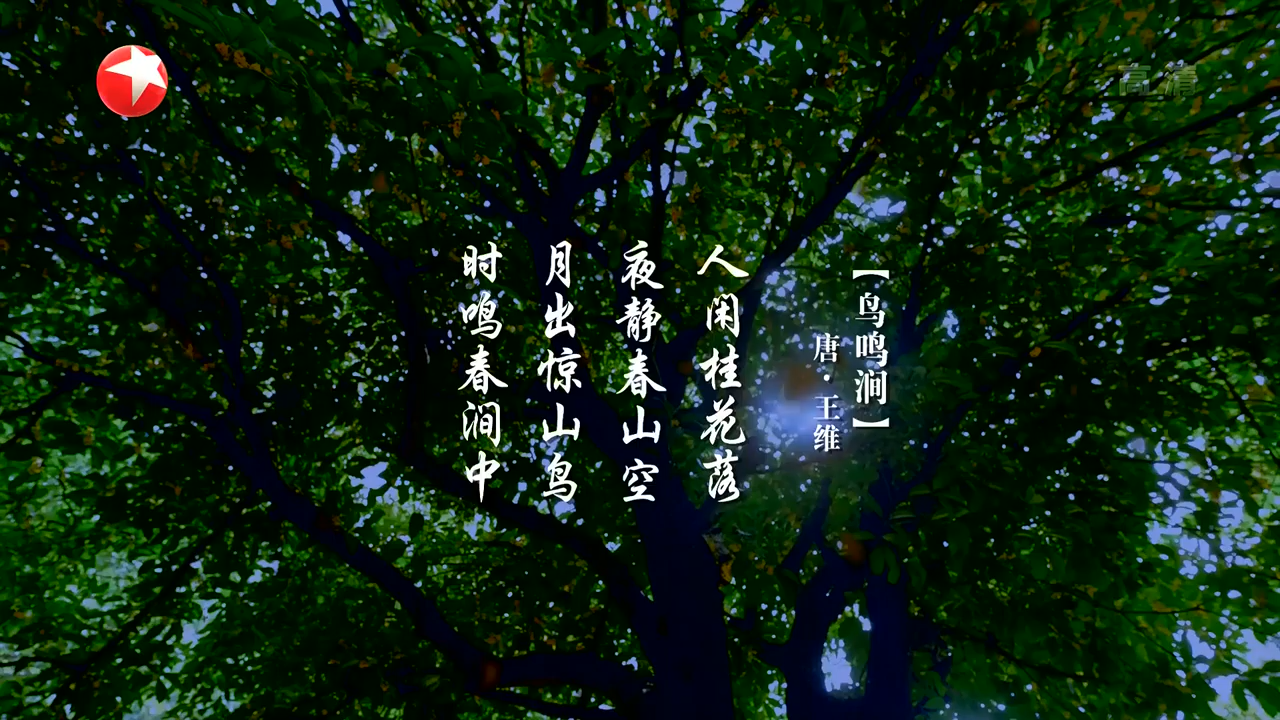 高清
【鸟鸣涧】
唐·王维
人闲桂花落
夜静春山空
月出惊山鸟
时鸣春涧中